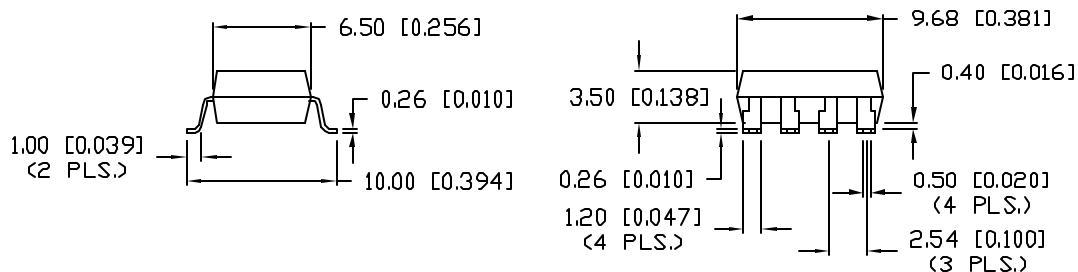 6.50 [0.256]
0.26 [0.010]
1.00 [0.039]
(2 PLS.)
10.00 [0.394]
9.68 [0.381]
0.40 [0.016]
3.50 [0.138]
0.26 [0.010]
0.50 [0.020]
(4 PLS.)
1.20 [0.047]
(4 PLS.)
2.54 [0.100]
(3 PLS.)